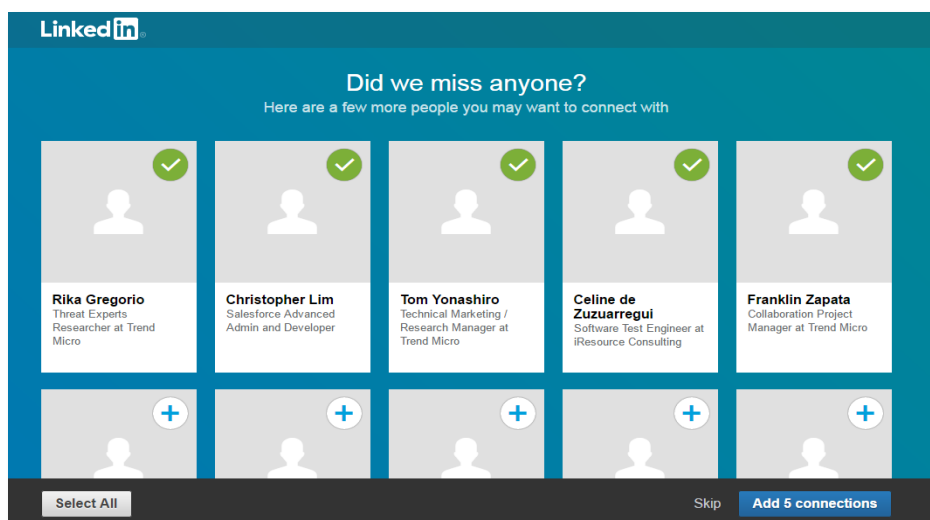 Linked in®
Did we miss anyone?
Here are a few more people you may want to connect with
Rika Gregorio
Threat Experts
Researcher at Trend
Micro
Christopher Lim
Salesforce Advanced
Admin and Developer
Tom Yonashiro
Technical Marketing /
Research Manager at
Trend Micro
Celine de
Zuzuarregui
Software Test Engineer at
iResource Consulting
Franklin Zapata
Collaboration Project
Manager at Trend Micro
Select All
Skip
Add 5 connections